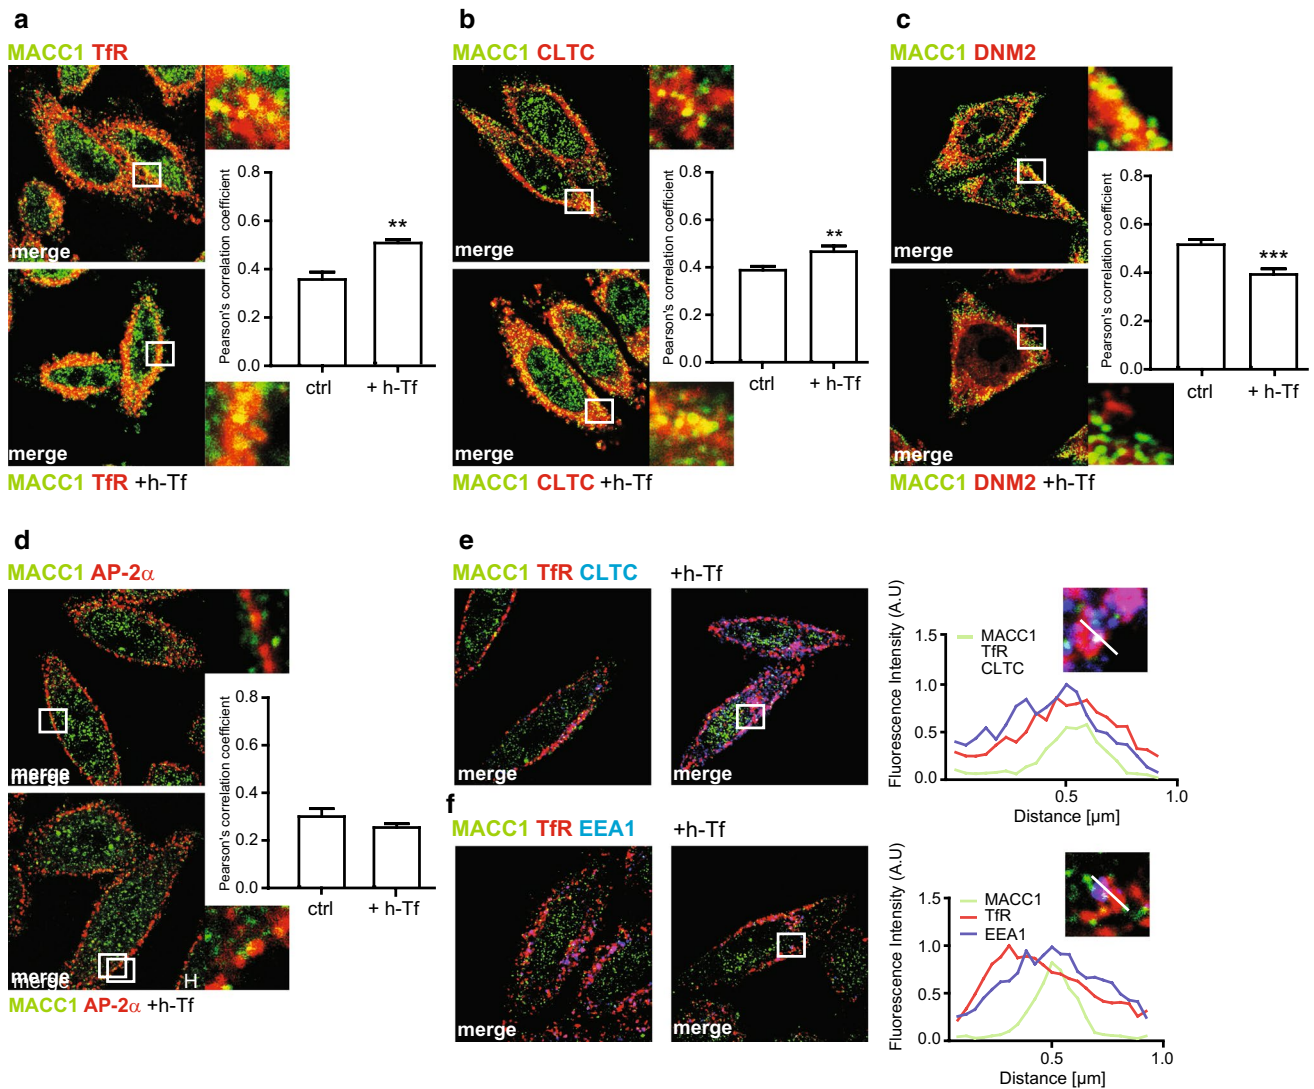 a
MACC1 TfR
merge
merge
MACC1 TfR +h-Tf
Pearson's correlation coefficient
0.8
0.6
0.4
0.2
0.0
**
ctrl
+ h-Tf
b
MACC1 CLTC
merge
merge
MACC1 CLTC +h-Tf
Pearson's correlation coefficient
0.8
0.6
0.4
0.2
0.0
**
ctrl
+ h-Tf
c
MACC1 DNM2
merge
merge
MACC1 DNM2 +h-Tf
Pearson's correlation coefficient
0.8
0.6
0.4
0.2
0.0
***
ctrl
+ h-Tf
d
MACC1 AP-2α
merge
merge
merge
merge
H
MACC1 AP-2α +h-Tf
Pearson's correlation coefficient
0.8
0.6
0.4
0.2
0.0
ctrl
+ h-Tf
e
MACC1 TfR CLTC
+h-Tf
merge
merge
Fluorescence Intensity (A.U)
1.5
1.0
0.5
0.0
MACC1
TfR
CLTC
0.5
1.0
Distance [µm]
f
MACC1 TfR EEA1
+h-Tf
merge
merge
Fluorescence Intensity (A.U)
1.5
1.0
0.5
0.0
MACC1
TfR
EEA1
0.5
1.0
Distance [µm]